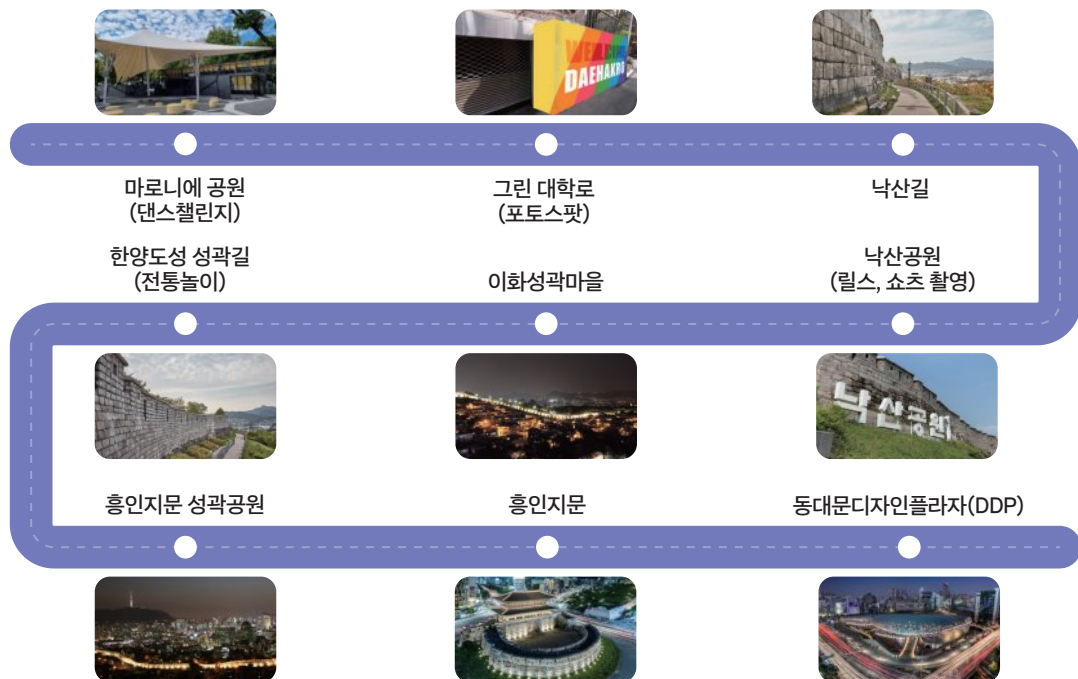 WELCOME
DAEHAKRO
마로니에 공원
(댄스챌린지)
그린 대학로
(포토스팟)
낙산길
한양도성 성곽길
(전통놀이)
이화성곽마을
낙산공원
(릴스, 쇼츠 촬영)
낙산공원
흥인지문 성곽공원
흥인지문
동대문디자인플라자(DDP)